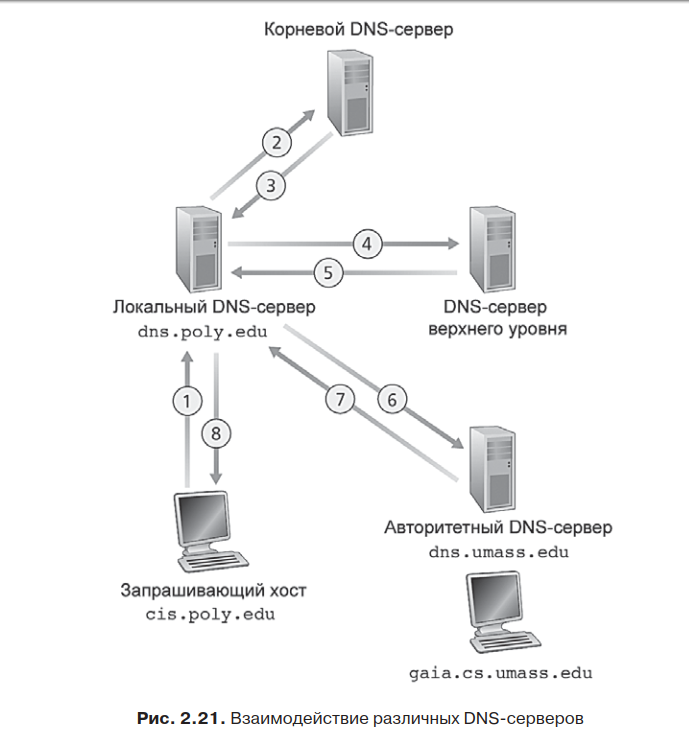 Корневой DNS-сервер
2
3
4
5
Локальный DNS-сервер
dns.poly.edu
DNS-сервер
верхнего уровня
1
8
7
6
Авторитетный DNS-сервер
dns.umass.edu
Запрашивающий хост
cis.poly.edu
gaia.cs.umass.edu
Рис. 2.21. Взаимодействие различных DNS-серверов